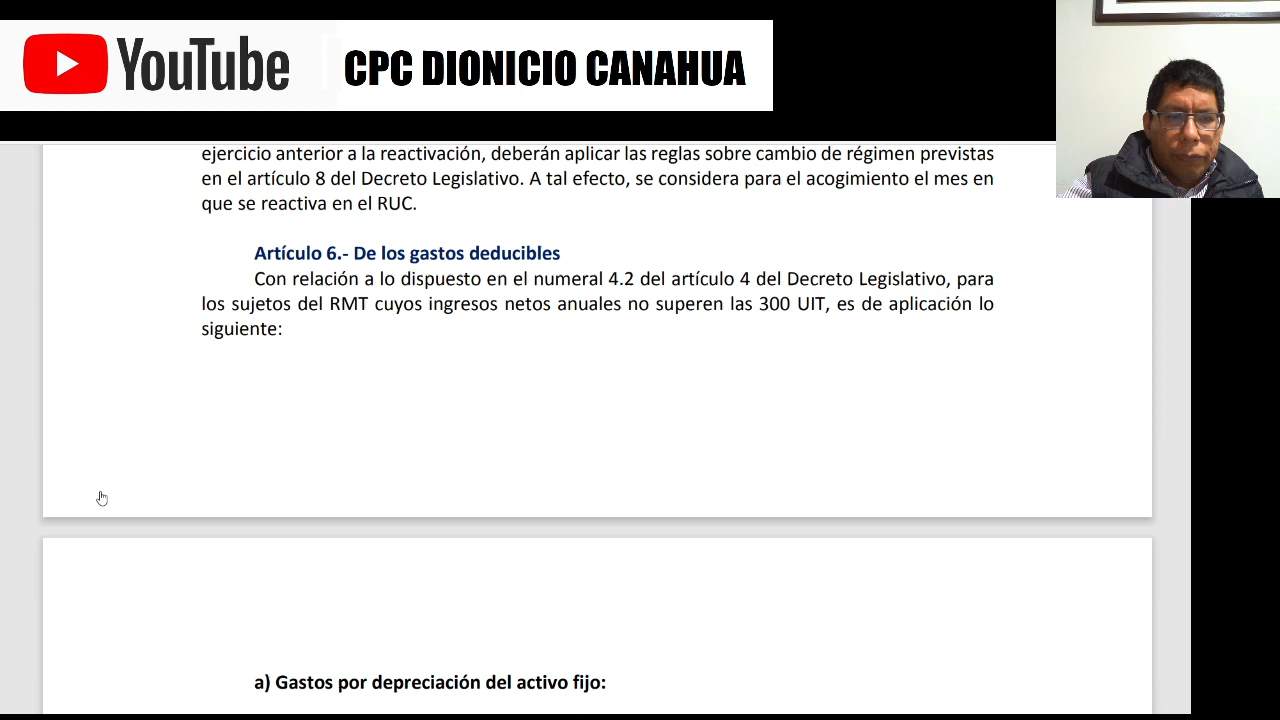 YouTube
CPC DIONICIO CANAHUA
ejercicio anterior a la reactivación, deberán aplicar las reglas sobre cambio de régimen previstas
en el artículo 8 del Decreto Legislativo. A tal efecto, se considera para el acogimiento el mes en
que se reactiva en el RUC.
Artículo 6.- De los gastos deducibles
Con relación a lo dispuesto en el numeral 4.2 del artículo 4 del Decreto Legislativo, para
los sujetos del RMT cuyos ingresos netos anuales no superen las 300 UIT, es de aplicación lo
siguiente:
a) Gastos por depreciación del activo fijo: